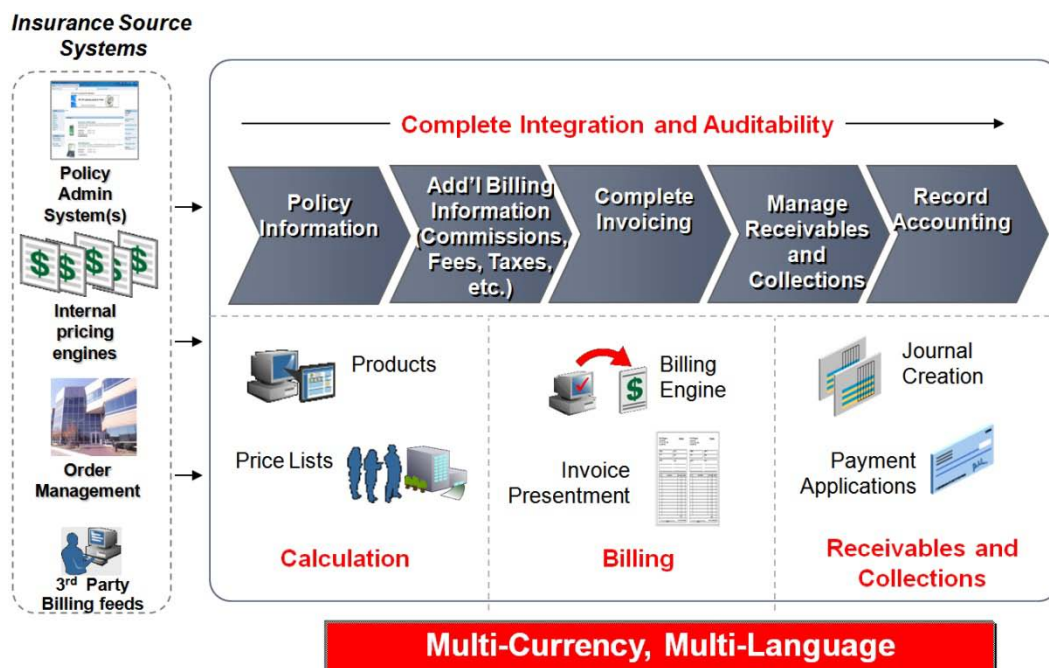 Insurance Source
Systems
Policy
Admin
System(s)
$ $ $ $ $
Internal
pricing
engines
Order
Management
3rd Party
Billing feeds
Complete Integration and Auditability
Policy
Information
Add'l Billing
Information
(Commissions,
Fees, Taxes,
etc.)
Complete
Invoicing
Manage
Receivables
and
Collections
Record
Accounting
Products
Price Lists
Calculation
$
Billing
Engine
Invoice
Presentment
Billing
Journal
Creation
Payment
Applications
Receivables and
Collections
Multi-Currency, Multi-Language